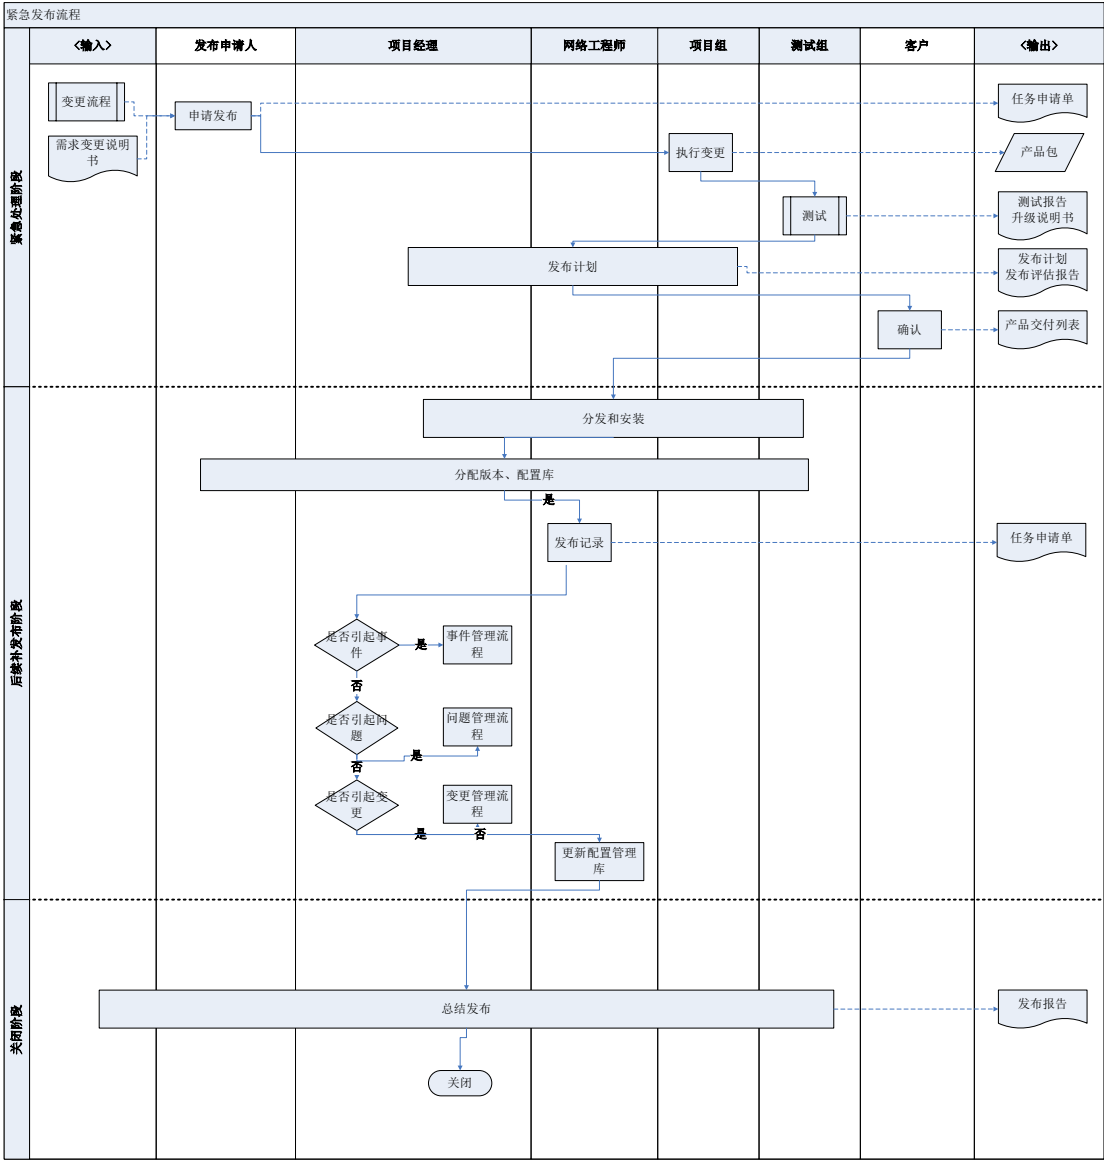 紧急发布流程
<输入>
发布申请人
项目经理
网络工程师
项目组
测试组
客户
<输出>
紧急处理阶段
变更流程
申请发布
任务申请单
需求变更说明
书
执行变更
产品包
测试
测试报告
升级说明书
发布计划
发布计划
发布评估报告
确认
产品交付列表
后续补发布阶段
分发和安装
分配版本、配置库
是
发布记录
任务申请单
是否引起事
件
是
事件管理流
程
否
是否引起问
题
问题管理流
程
是
否
是否引起变
更
变更管理流
程
是
否
更新配置管理
库
关闭阶段
总结发布
发布报告
关闭